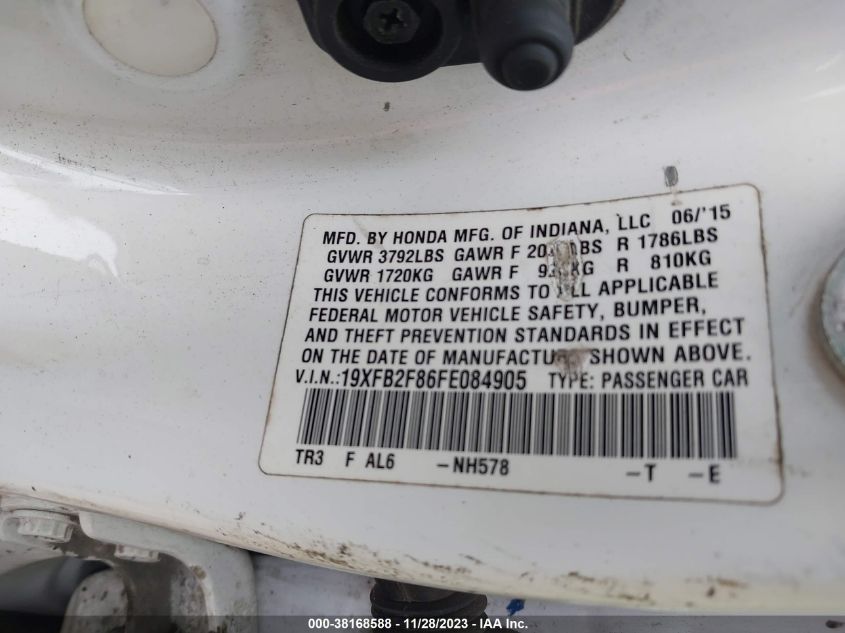 MFD. BY HONDA MFG. OF INDIANA, LLC 06/'15
GVWR 3792LBS GAWR F R 1786LBS
GVWR 1720KG GAWR F R 810KG
THIS VEHICLE CONFORMS TO APPLICABLE
FEDERAL MOTOR VEHICLE SAFETY, BUMPER,
AND THEFT PREVENTION STANDARDS IN EFFECT
ON THE DATE OF MANUFACTURE SHOWN ABOVE.
V.I.N.:19XFB2F86FE084905 TYPE: PASSENGER CAR
TR3 F AL6 -NH578 -T -E
000-38168588 - 11/28/2023 - IAA Inc.